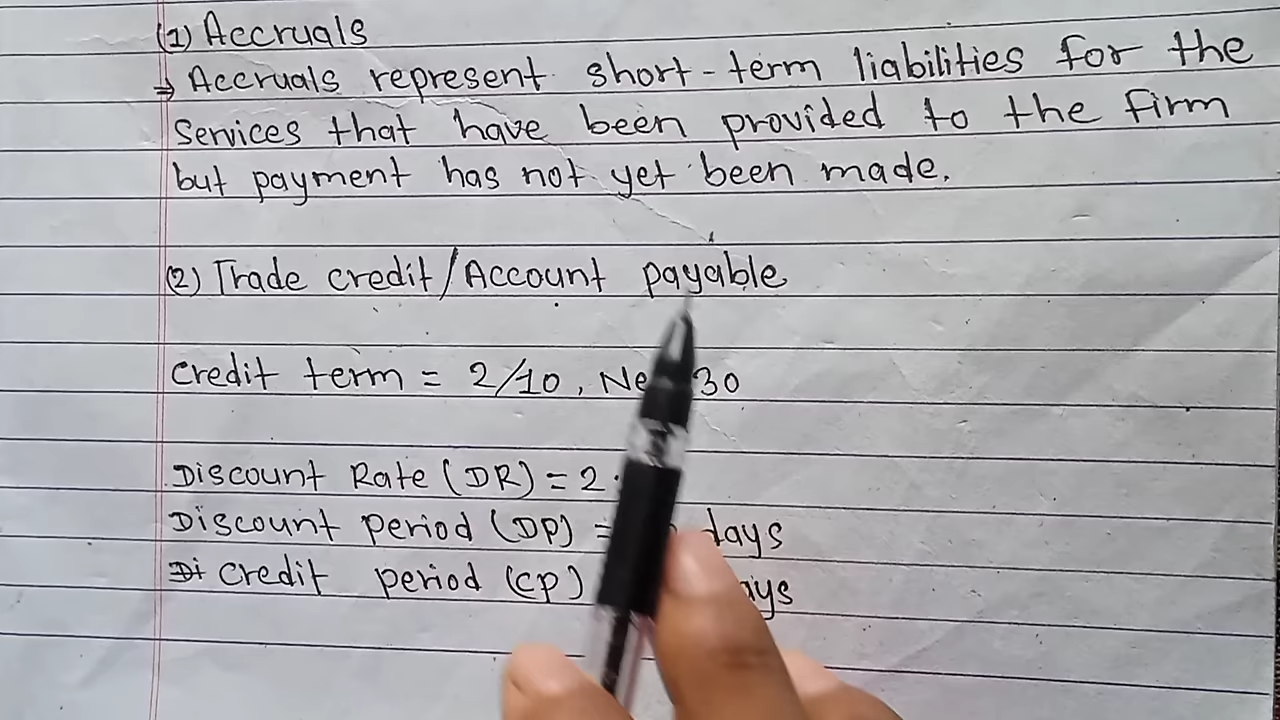 (1) Accruals
⇒ Accruals represent short-term liabilities for the
Services that have been provided to the firm
but payment has not yet been made.
(2) Trade credit/Account payable
Credit term = 2/10, Ne 30
Discount Rate (DR) = 2
Discount period (DP) = days
Credit period (CP)